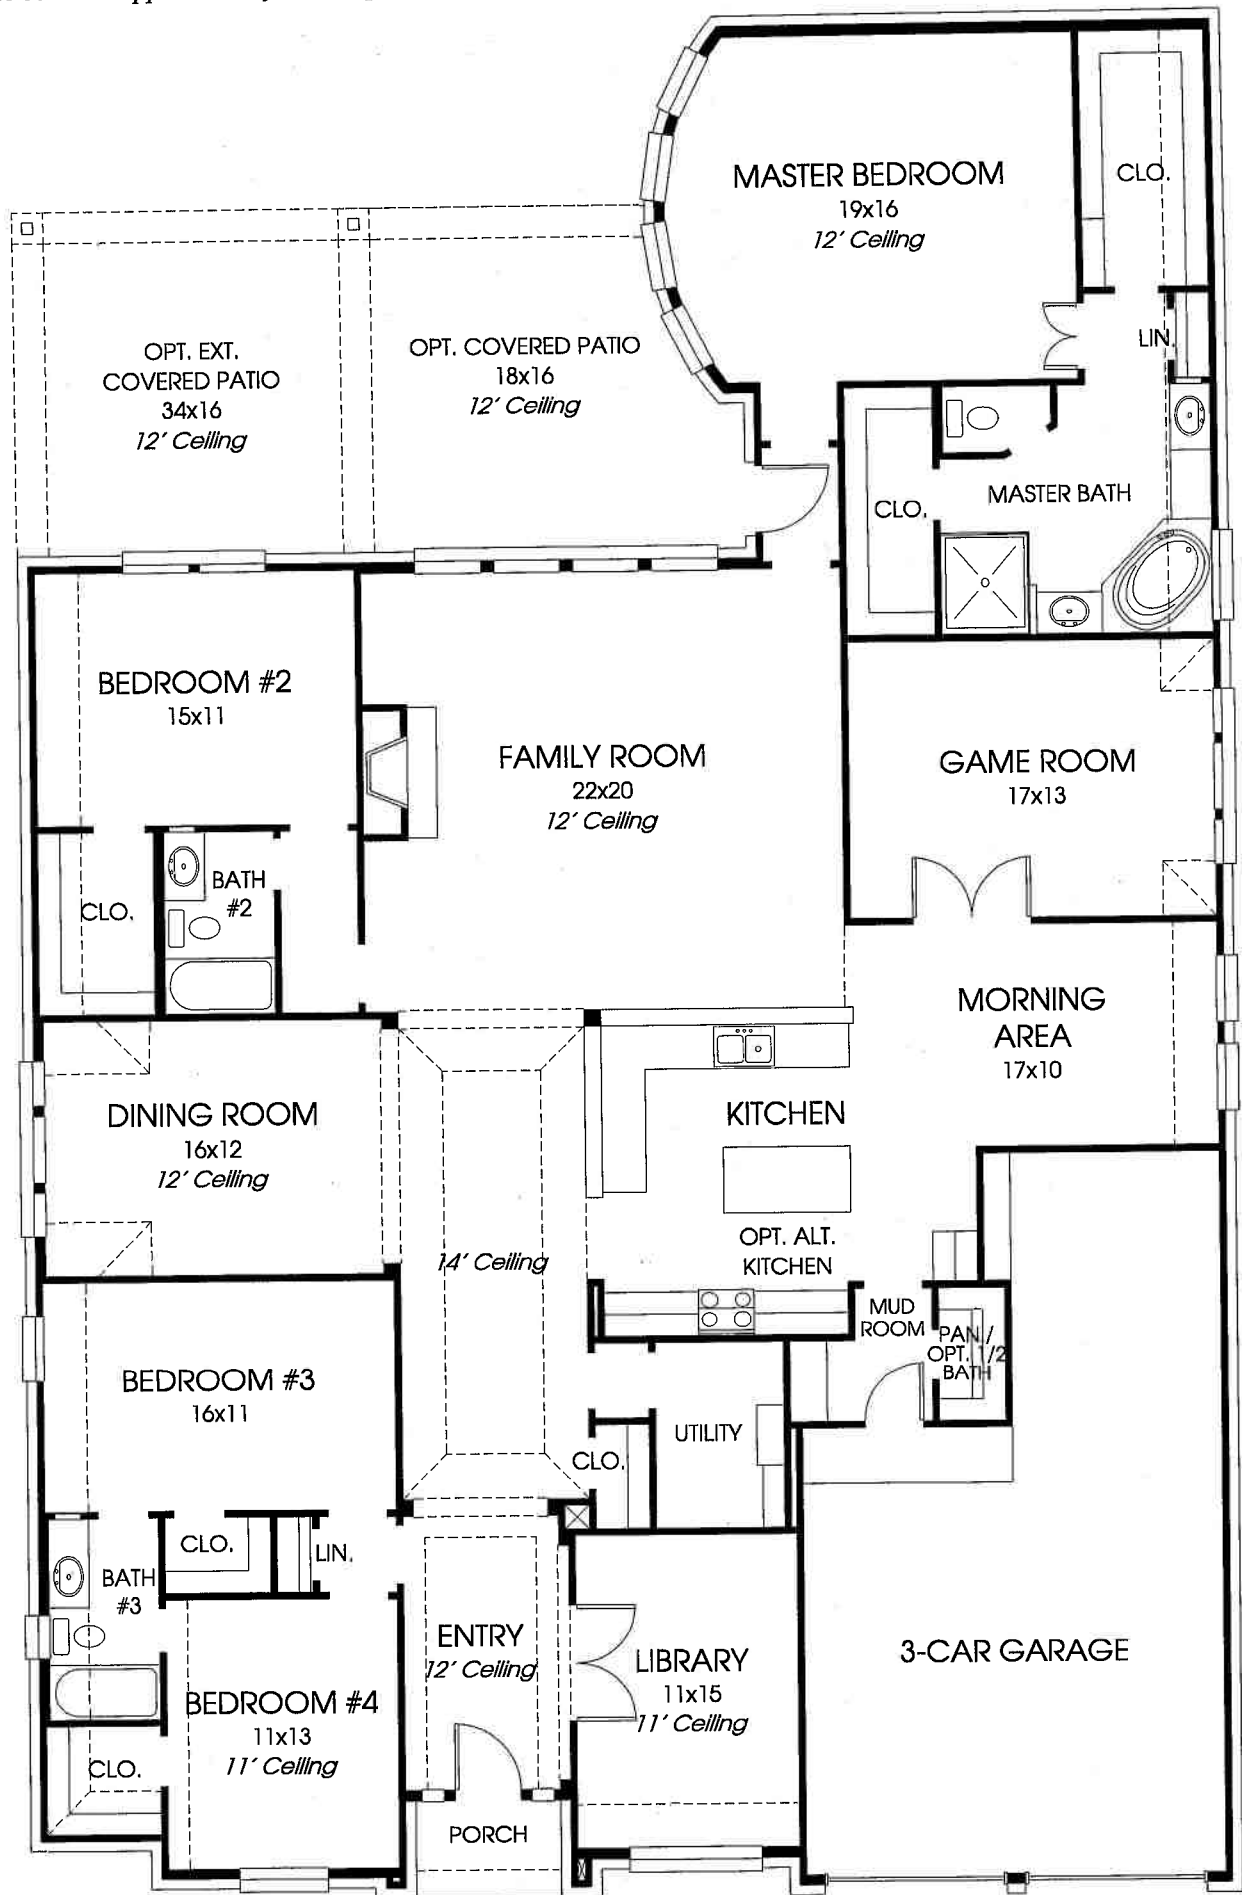 MASTER BEDROOM
19x16
12' Ceiling
CLO.
LIN.
OPT. EXT.
COVERED PATIO
34x16
12' Ceiling
OPT. COVERED PATIO
18x16
12' Ceiling
CLO.
MASTER BATH
BEDROOM #2
15x11
FAMILY ROOM
22x20
12' Ceiling
GAME ROOM
17x13
CLO.
BATH
#2
MORNING
AREA
17x10
DINING ROOM
16x12
12' Ceiling
KITCHEN
OPT. ALT.
KITCHEN
14' Ceiling
MUD
ROOM
PAN /
OPT. 1/2
BATH
BEDROOM #3
16x11
UTILITY
CLO.
CLO.
LIN.
BATH
#3
ENTRY
12' Ceiling
LIBRARY
11x15
11' Ceiling
3-CAR GARAGE
BEDROOM #4
11x13
11' Ceiling
CLO.
PORCH